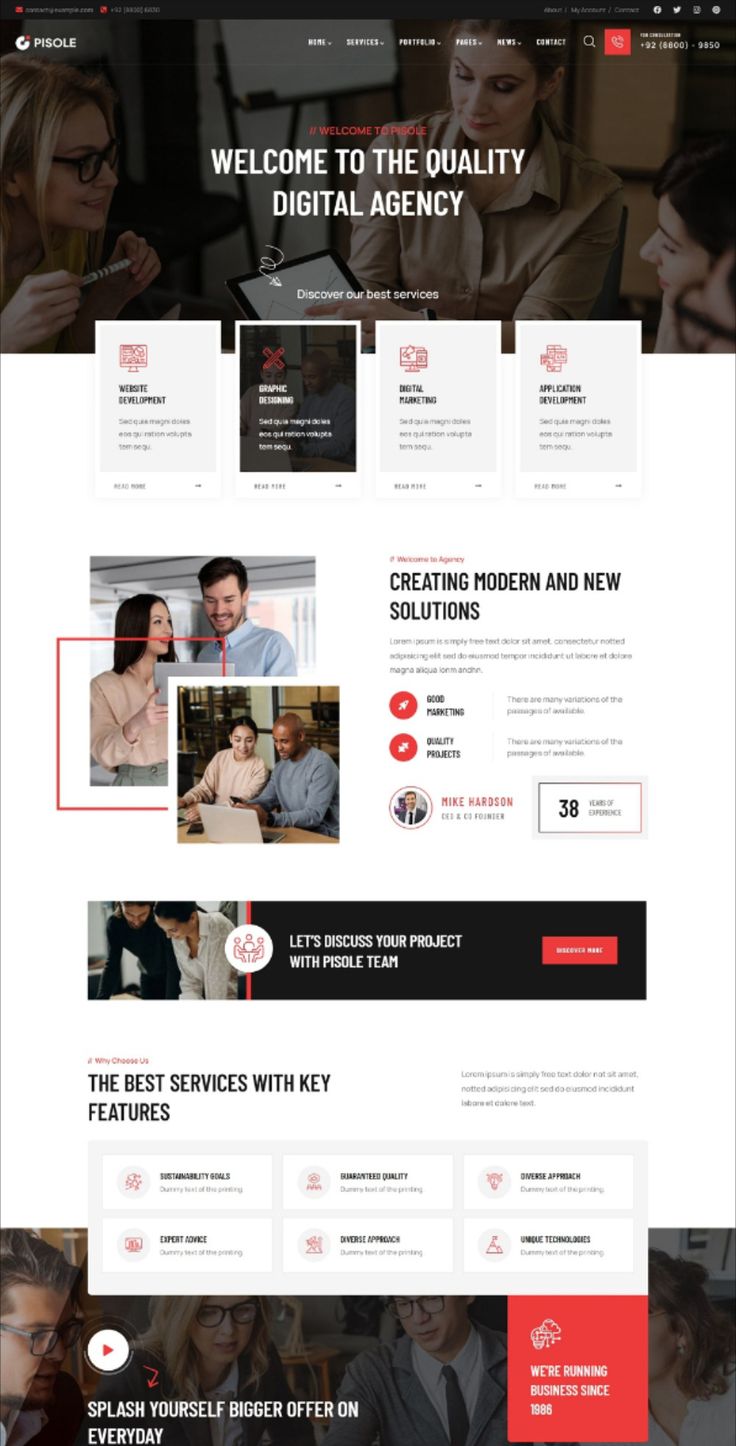 contact@example.com +92 (8800) 6830
About / My Account / Contact
PISOLE
HOME SERVICES PORTFOLIO PAGES NEWS CONTACT
FOR CONSULTATION
+92 (8800) - 9850
// WELCOME TO PISOLE
WELCOME TO THE QUALITY
DIGITAL AGENCY
Discover our best services
WEBSITE
DEVELOPMENT
Sed quia magni doles
eos qui ration volupta
tem sequ.
READ MORE
GRAPHIC
DESIGNING
Sed quia magni doles
eos qui ration volupta
tem sequ.
READ MORE
DIGITAL
MARKETING
Sed quia magni doles
eos qui ration volupta
tem sequ.
READ MORE
APPLICATION
DEVELOPMENT
Sed quia magni doles
eos qui ration volupta
tem sequ.
READ MORE
// Welcome to Agency
CREATING MODERN AND NEW
SOLUTIONS
Lorem ipsum is simply free text dolor sit amet, consectetur notted
adipisicing elit sed do eiusmod tempor incididunt ut labore et dolore
magna aliqua lonm andhn.
GOOD
MARKETING
There are many variations of the
passages of available.
QUALITY
PROJECTS
There are many variations of the
passages of available.
MIKE HARDSON
CEO & CO FOUNDER
38
YEARS OF
EXPERIENCE
LET'S DISCUSS YOUR PROJECT
WITH PISOLE TEAM
DISCOVER MORE
// Why Choose Us
THE BEST SERVICES WITH KEY
FEATURES
Lorem ipsum is simply free text dolor not sit amet,
notted adipisicing elit sed do eiusmod incididunt
labore et dolore text.
SUSTAINABILITY GOALS
Dummy text of the printing.
GUARANTEED QUALITY
Dummy text of the printing.
DIVERSE APPROACH
Dummy text of the printing.
EXPERT ADVICE
Dummy text of the printing.
DIVERSE APPROACH
Dummy text of the printing.
UNIQUE TECHNOLOGIES
Dummy text of the printing.
SPLASH YOURSELF BIGGER OFFER ON
EVERYDAY
WE'RE RUNNING
BUSINESS SINCE
1986